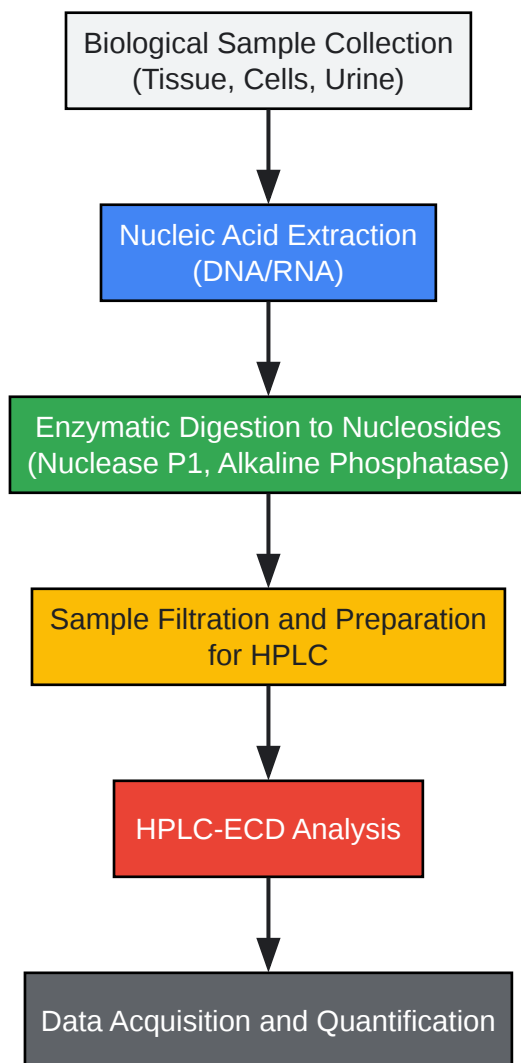 Biological Sample Collection
(Tissue, Cells, Urine)
Nucleic Acid Extraction
(DNA/RNA)
Enzymatic Digestion to Nucleosides
(Nuclease P1, Alkaline Phosphatase)
Sample Filtration and Preparation
for HPLC
HPLC-ECD Analysis
Data Acquisition and Quantification